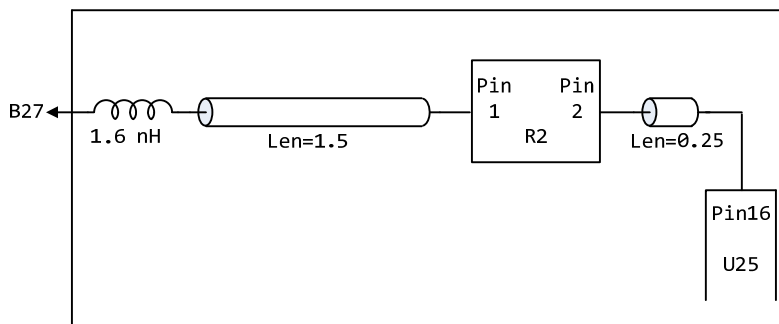 B27
1.6 nH
Len=1.5
Pin Pin
1 2
R2
Len=0.25
Pin16
U25